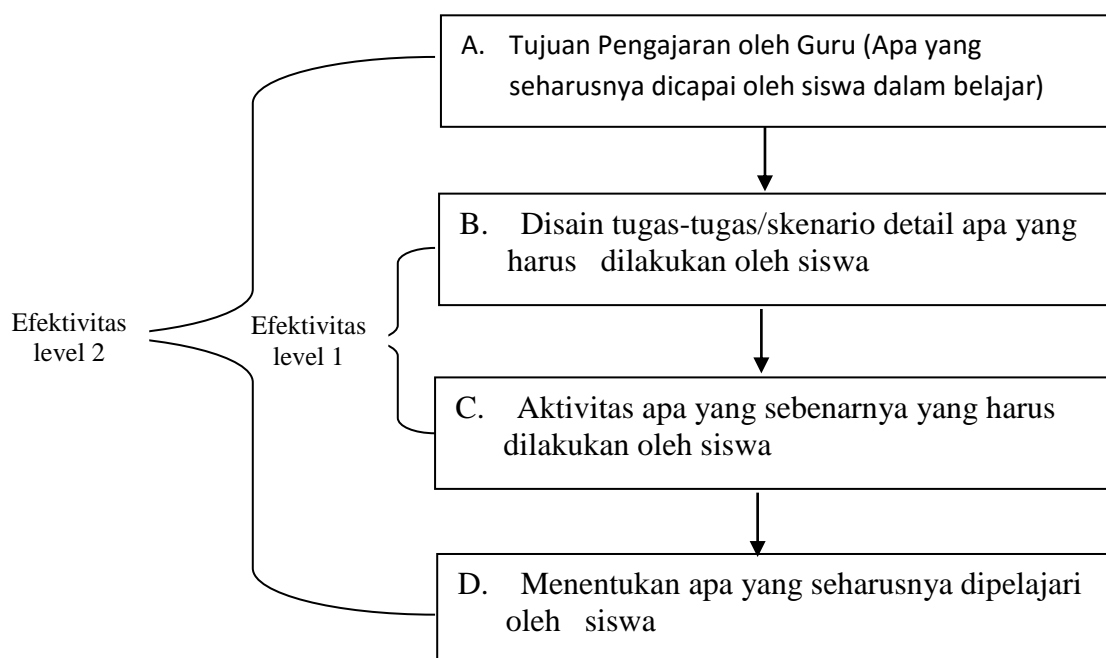 A. Tujuan Pengajaran oleh Guru (Apa yang
seharusnya dicapai oleh siswa dalam belajar)
B. Disain tugas-tugas/skenario detail apa yang
harus dilakukan oleh siswa
Efektivitas
level 2
Efektivitas
level 1
C. Aktivitas apa yang sebenarnya yang harus
dilakukan oleh siswa
D. Menentukan apa yang seharusnya dipelajari
oleh siswa